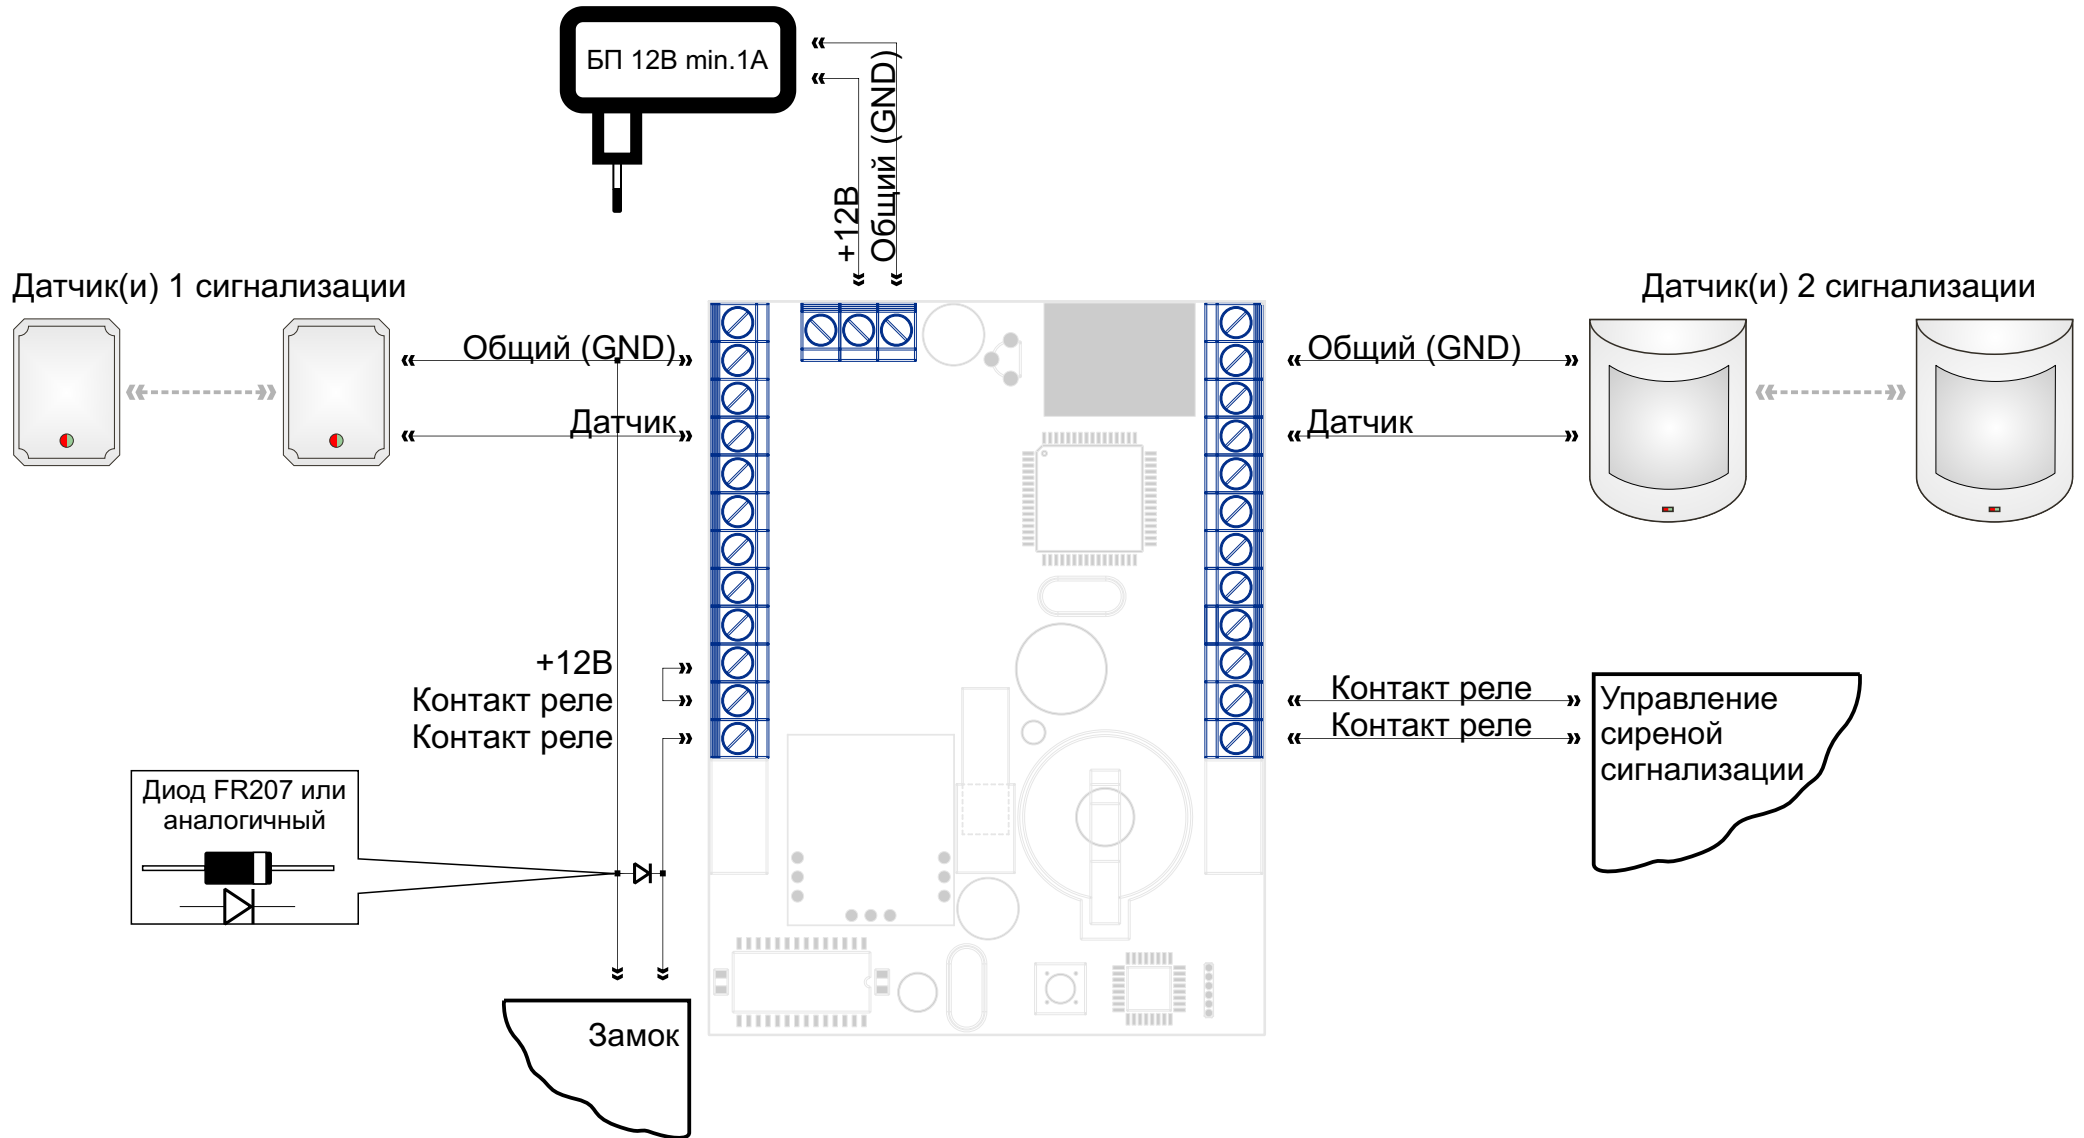 БП 12В min.1А
+12В
Общий (GND)
Датчик(и) 1 сигнализации
Датчик(и) 2 сигнализации
Общий (GND)
Общий (GND)
Датчик
Датчик
+12В
Контакт реле
Контакт реле
Контакт реле
Контакт реле
Управление
сиреной
сигнализации
Диод FR207 или
аналогичный
Замок